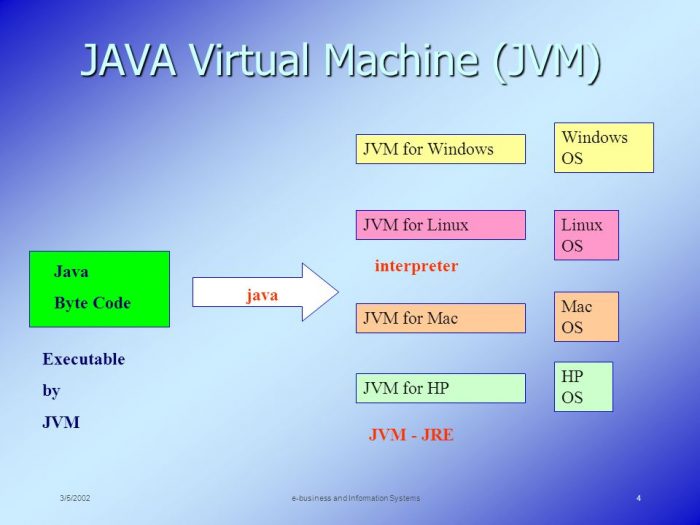 JAVA Virtual Machine (JVM)
JVM for Windows
Windows
OS
JVM for Linux
Linux
OS
interpreter
Java
Byte Code
java
JVM for Mac
Mac
OS
Executable
by
JVM
JVM for HP
HP
OS
JVM - JRE
3/5/2002
e-business and Information Systems
4